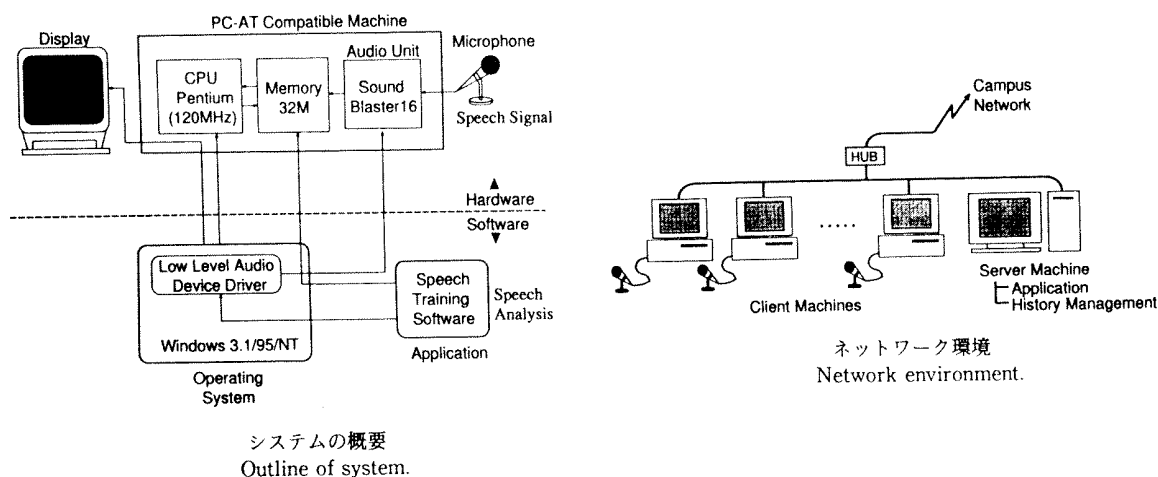 PC-AT Compatible Machine
Display
Audio Unit
Microphone
CPU
Pentium
(120MHz)
Memory
32M
Sound
Blaster16
Speech Signal
Hardware
Software
Low Level Audio
Device Driver
Windows 3.1/95/NT
Operating
System
Speech
Training
Software
Application
Speech
Analysis
システムの概要
Outline of system.
Campus
Network
HUB
.....
Client Machines
Server Machine
Application
History Management
ネットワーク環境
Network environment.